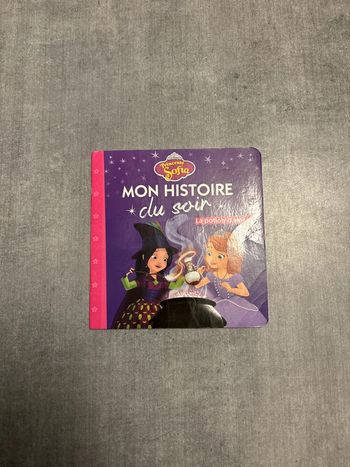 Princesse
Sofia
MON HISTOIRE
du soir
La potion d'